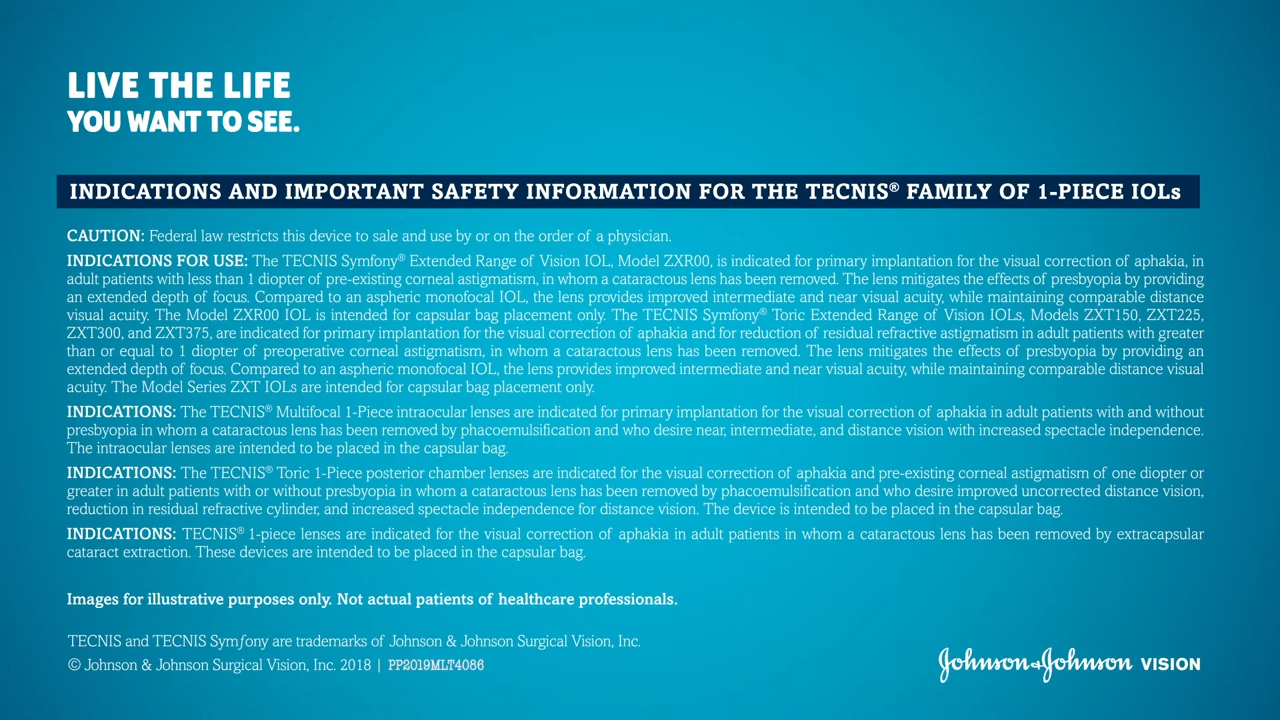 LIVE THE LIFE
YOU WANT TO SEE.
INDICATIONS AND IMPORTANT SAFETY INFORMATION FOR THE TECNIS® FAMILY OF 1-PIECE IOLs
CAUTION: Federal law restricts this device to sale and use by or on the order of a physician.
INDICATIONS FOR USE: The TECNIS Symfony® Extended Range of Vision IOL, Model ZXR00, is indicated for primary implantation for the visual correction of aphakia, in
adult patients with less than 1 diopter of pre-existing corneal astigmatism, in whom a cataractous lens has been removed. The lens mitigates the effects of presbyopia by providing
an extended depth of focus. Compared to an aspheric monofocal IOL, the lens provides improved intermediate and near visual acuity, while maintaining comparable distance
visual acuity. The Model ZXR00 IOL is intended for capsular bag placement only. The TECNIS Symfony® Toric Extended Range of Vision IOLs, Models ZXT150, ZXT225,
ZXT300, and ZXT375, are indicated for primary implantation for the visual correction of aphakia and for reduction of residual refractive astigmatism in adult patients with greater
than or equal to 1 diopter of preoperative corneal astigmatism, in whom a cataractous lens has been removed. The lens mitigates the effects of presbyopia by providing an
extended depth of focus. Compared to an aspheric monofocal IOL, the lens provides improved intermediate and near visual acuity, while maintaining comparable distance visual
acuity. The Model Series ZXT IOLs are intended for capsular bag placement only.
INDICATIONS: The TECNIS® Multifocal 1-Piece intraocular lenses are indicated for primary implantation for the visual correction of aphakia in adult patients with and without
presbyopia in whom a cataractous lens has been removed by phacoemulsification and who desire near, intermediate, and distance vision with increased spectacle independence.
The intraocular lenses are intended to be placed in the capsular bag.
INDICATIONS: The TECNIS® Toric 1-Piece posterior chamber lenses are indicated for the visual correction of aphakia and pre-existing corneal astigmatism of one diopter or
greater in adult patients with or without presbyopia in whom a cataractous lens has been removed by phacoemulsification and who desire improved uncorrected distance vision,
reduction in residual refractive cylinder, and increased spectacle independence for distance vision. The device is intended to be placed in the capsular bag.
INDICATIONS: TECNIS® 1-piece lenses are indicated for the visual correction of aphakia in adult patients in whom a cataractous lens has been removed by extracapsular
cataract extraction. These devices are intended to be placed in the capsular bag.
Images for illustrative purposes only. Not actual patients of healthcare professionals.
TECNIS and TECNIS Symfony are trademarks of Johnson & Johnson Surgical Vision, Inc.
© Johnson & Johnson Surgical Vision, Inc. 2018 | PP2019MLT4086
Johnson & Johnson VISION